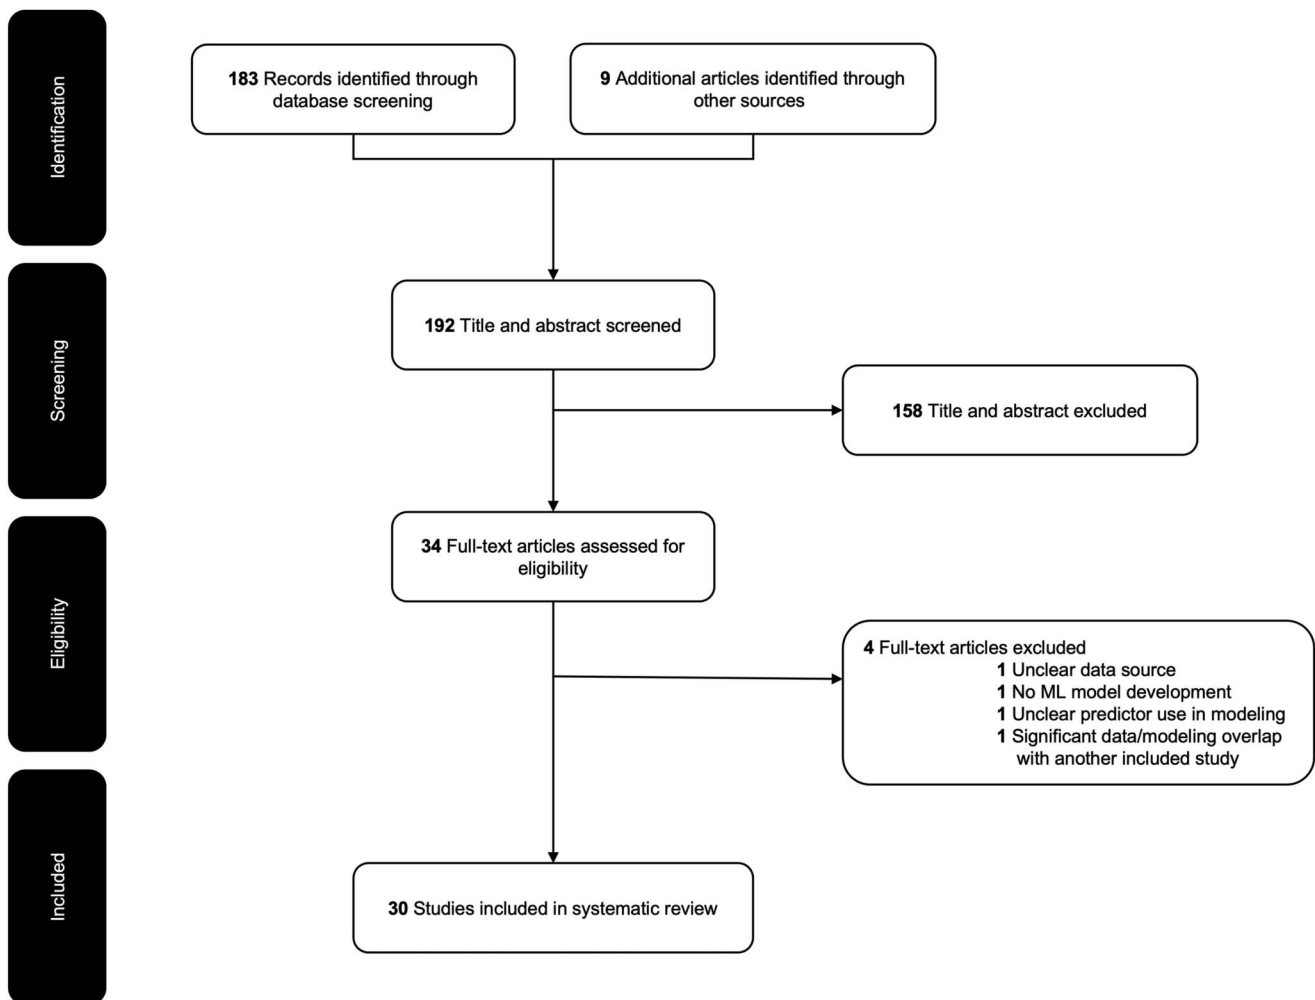 Identification
183 Records identified through
database screening
9 Additional articles identified through
other sources
Screening
192 Title and abstract screened
158 Title and abstract excluded
Eligibility
34 Full-text articles assessed for
eligibility
4 Full-text articles excluded
1 Unclear data source
1 No ML model development
1 Unclear predictor use in modeling
1 Significant data/modeling overlap
with another included study
Included
30 Studies included in systematic review